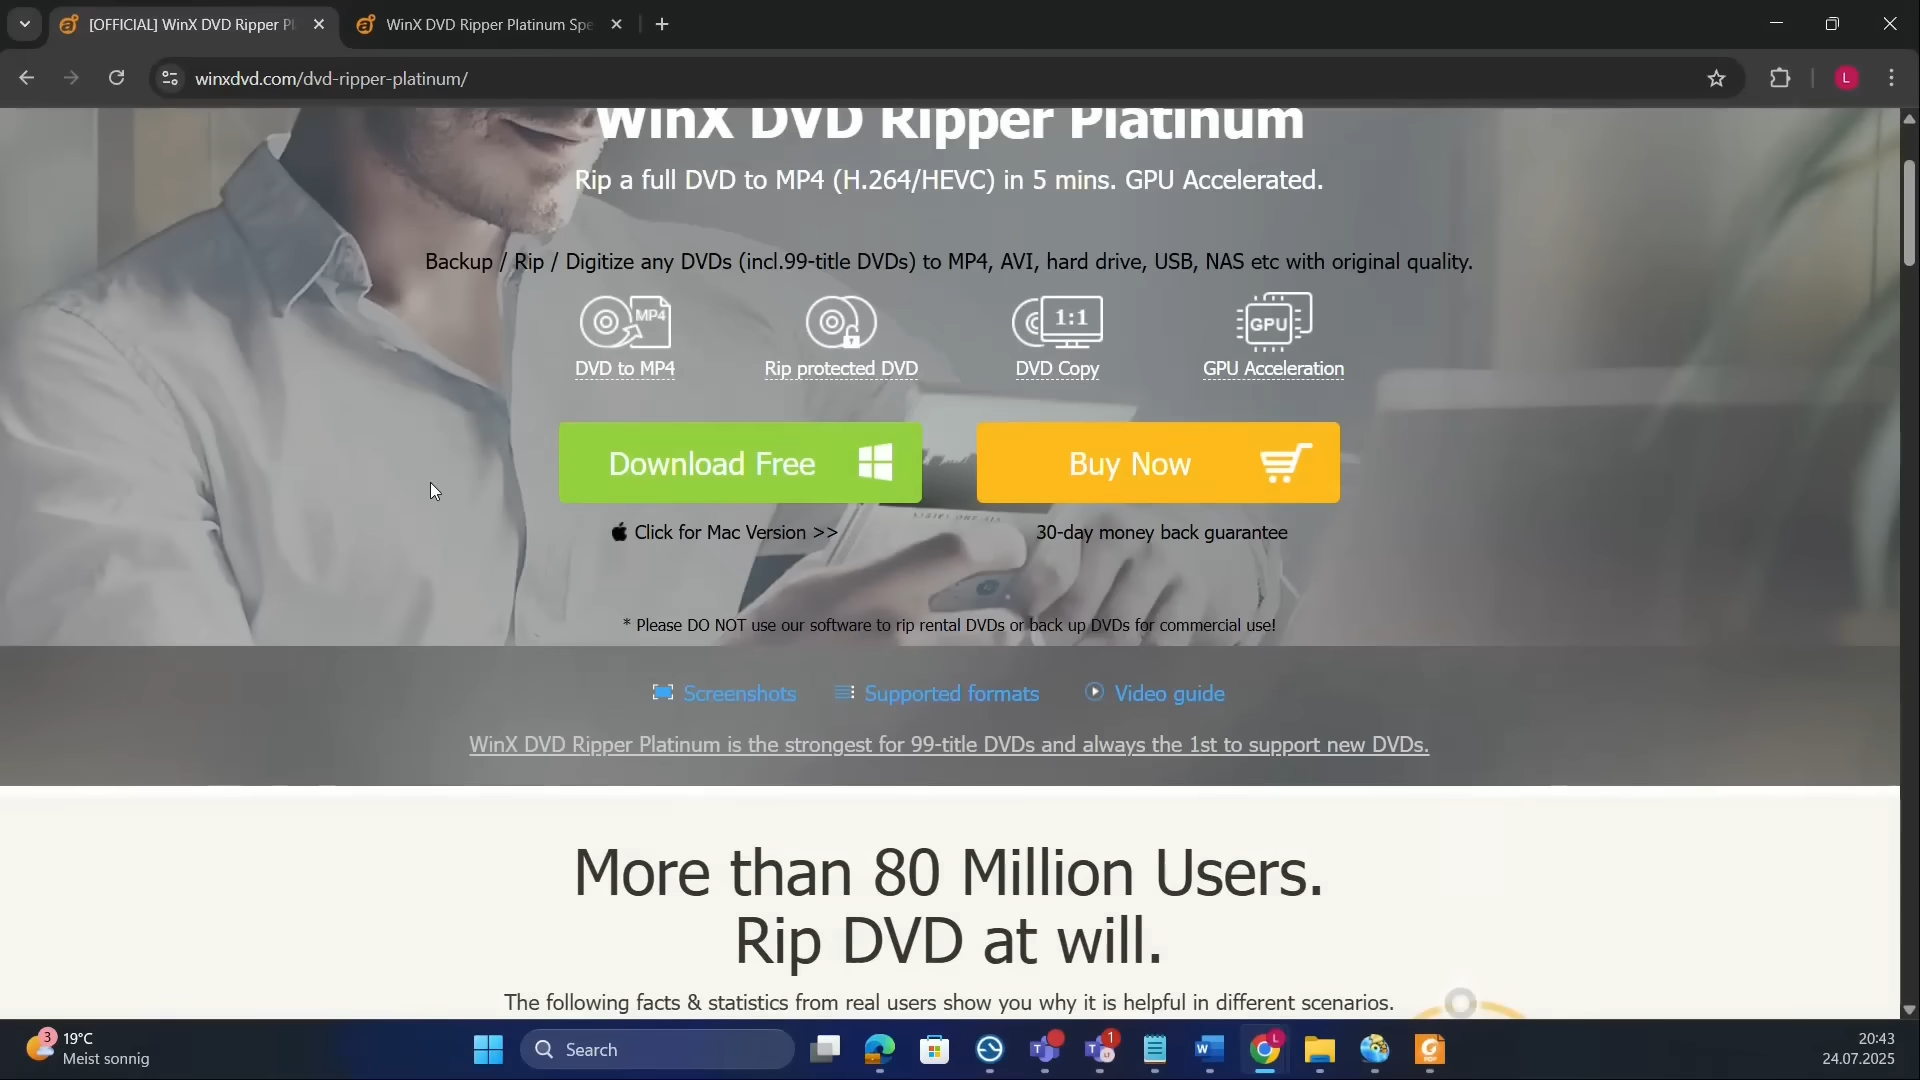 [OFFICIAL] WinX DVD Ripper Pl
WinX DVD Ripper Platinum Spe
winxdvd.com/dvd-ripper-platinum/
L
WinX DVD Ripper Platinum
Rip a full DVD to MP4 (H.264/HEVC) in 5 mins. GPU Accelerated.
Backup / Rip / Digitize any DVDs (incl.99-title DVDs) to MP4, AVI, hard drive, USB, NAS etc with original quality.
MP4
1:1
GPU
DVD to MP4
Rip protected DVD
DVD Copy
GPU Acceleration
Download Free
Buy Now
Click for Mac Version >>
30-day money back guarantee
* Please DO NOT use our software to rip rental DVDs or back up DVDs for commercial use!
Screenshots
Supported formats
Video guide
WinX DVD Ripper Platinum is the strongest for 99-title DVDs and always the 1st to support new DVDs.
More than 80 Million Users.
Rip DVD at will.
The following facts & statistics from real users show you why it is helpful in different scenarios.
3
19°C
Meist sonnig
Search
1
L
20:43
24.07.2025